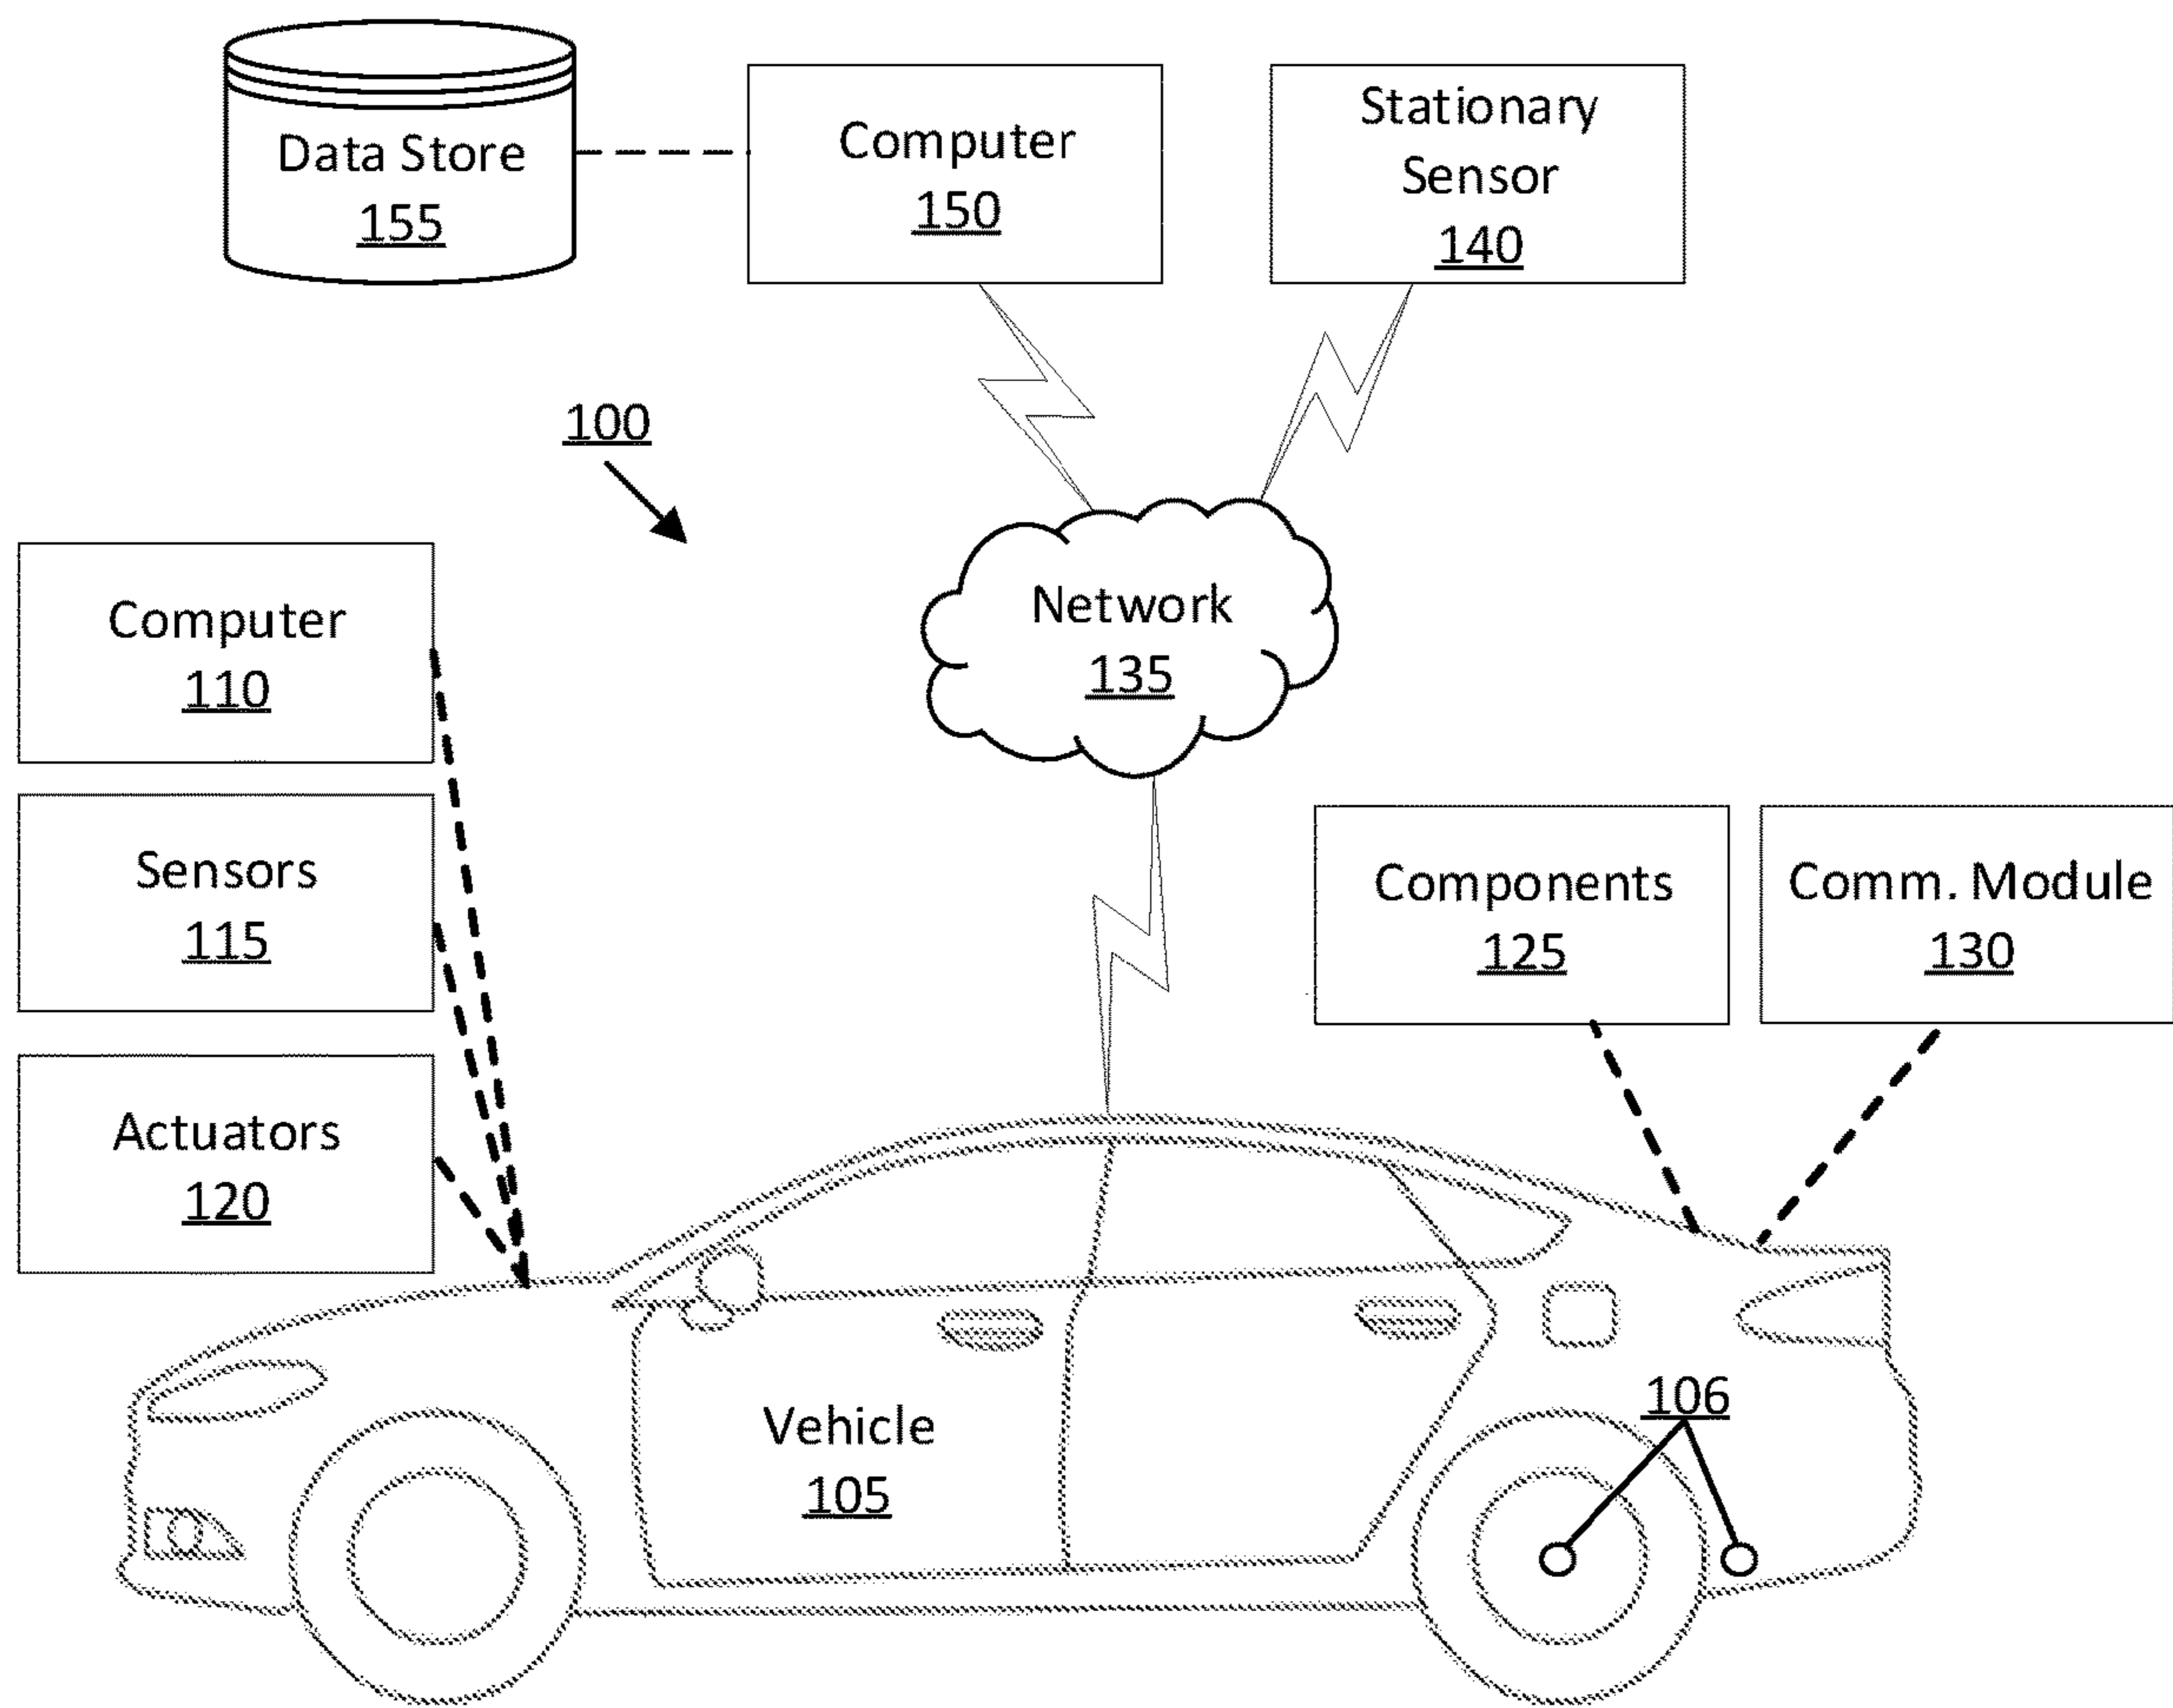 Data Store
155
Computer
150
Stationary
Sensor
140
100
Computer
110
Network
135
Sensors
115
Components
125
Comm. Module
130
Actuators
120
Vehicle
105
106